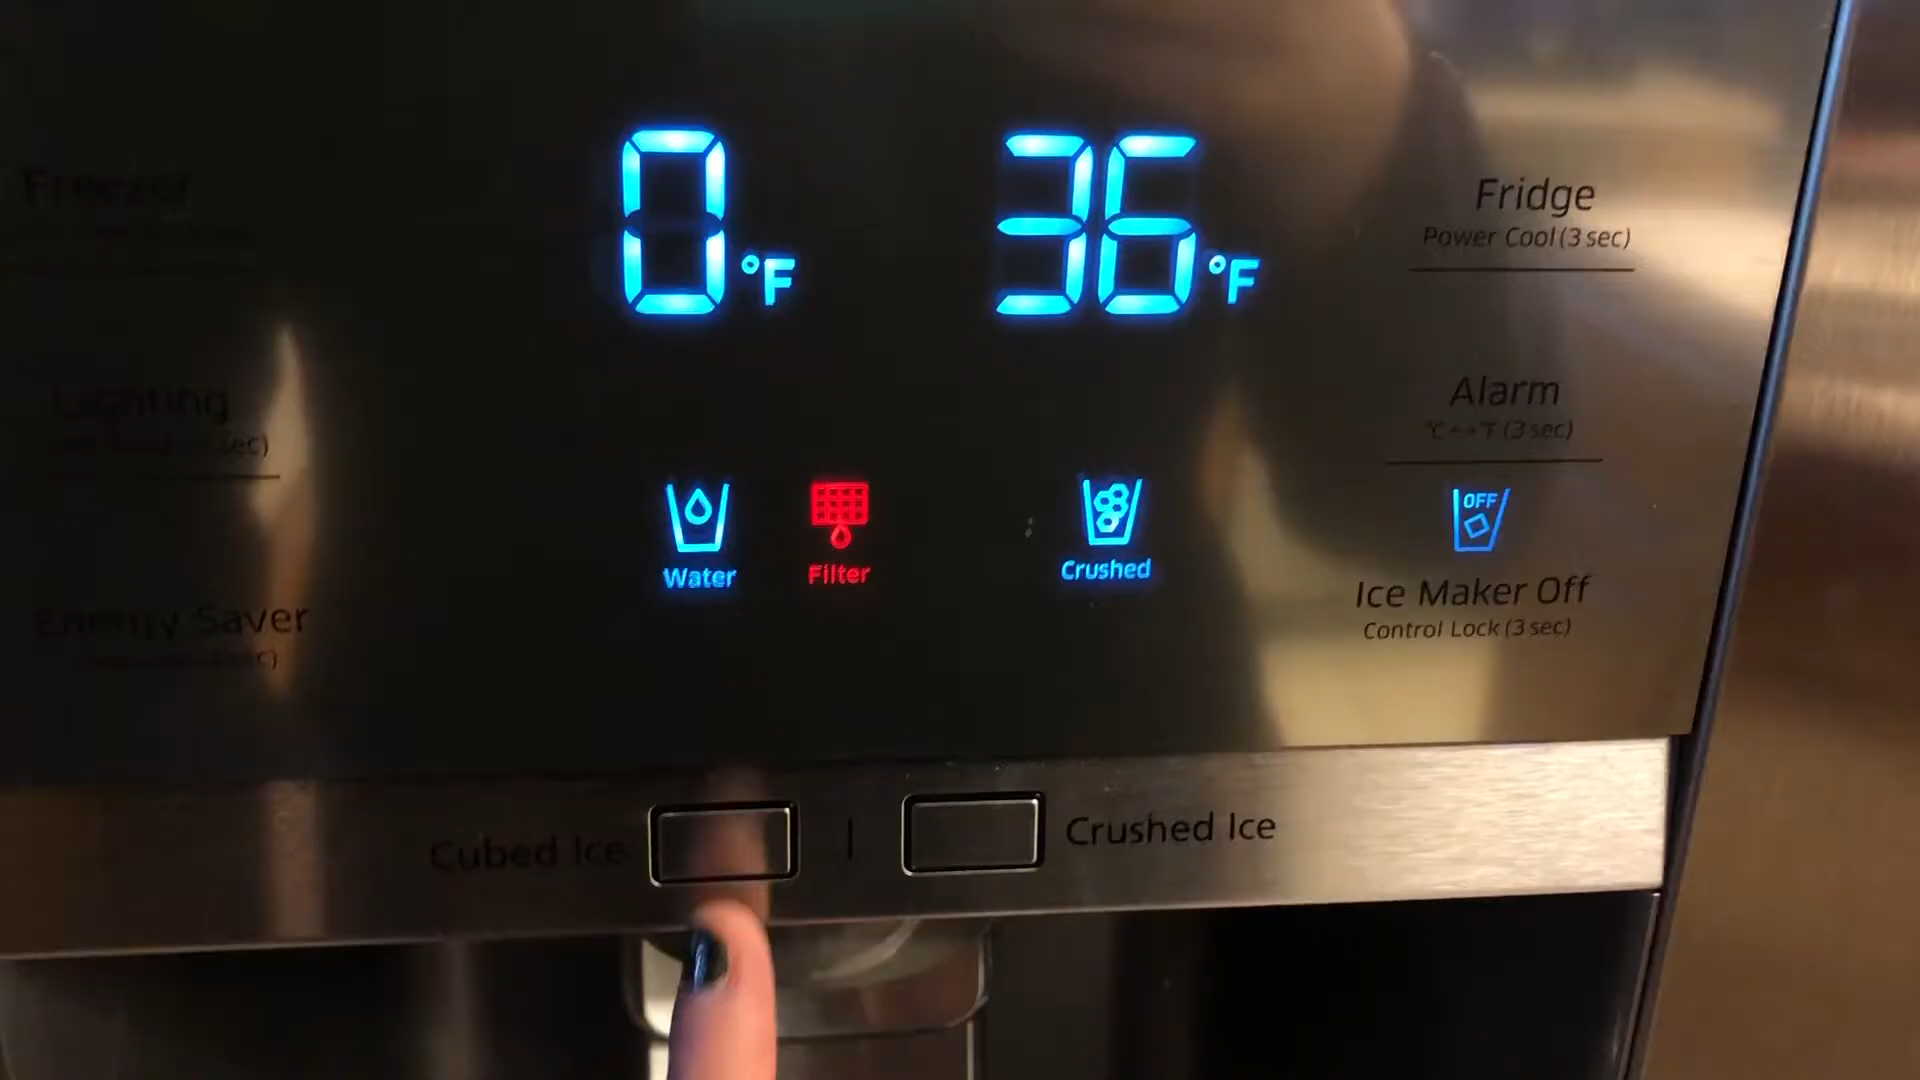 0 °F
36 °F
Freezer
Fridge
Power Cool (3 sec)
Lighting
sec)
Alarm
°C↔°F (3 sec)
Water
Filter
Crushed
OFF
Energy Saver
Ice Maker Off
Control Lock (3 sec)
Cubed Ice
Crushed Ice